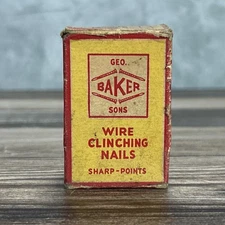 GEO..
BAKER
SONS
WIRE
CLINCHING
NAILS
SHARP-POINTS